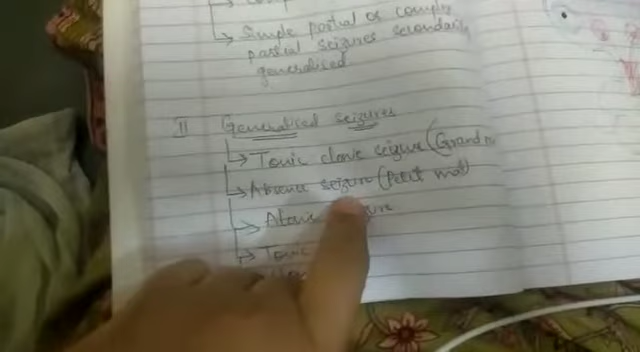 Simple partial or complex
partial seizures secondarily
generalised
II Generalised seizures
Tonic clonic seizure (Grand m
Absence seizure (Petit mal)
Atonic
Tonic